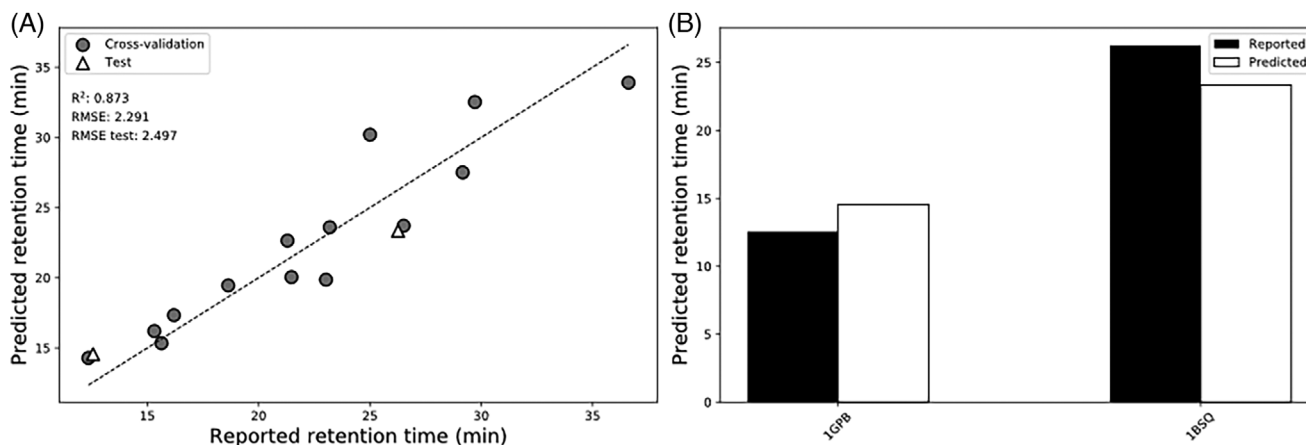 (A)
Cross-validation
Test
R²: 0.873
RMSE: 2.291
RMSE test: 2.497
35
30
25
20
15
Predicted retention time (min)
15 20 25 30 35
Reported retention time (min)
(B)
Reported
Predicted
25
20
15
10
5
0
Predicted retention time (min)
1GPB 1BSQ